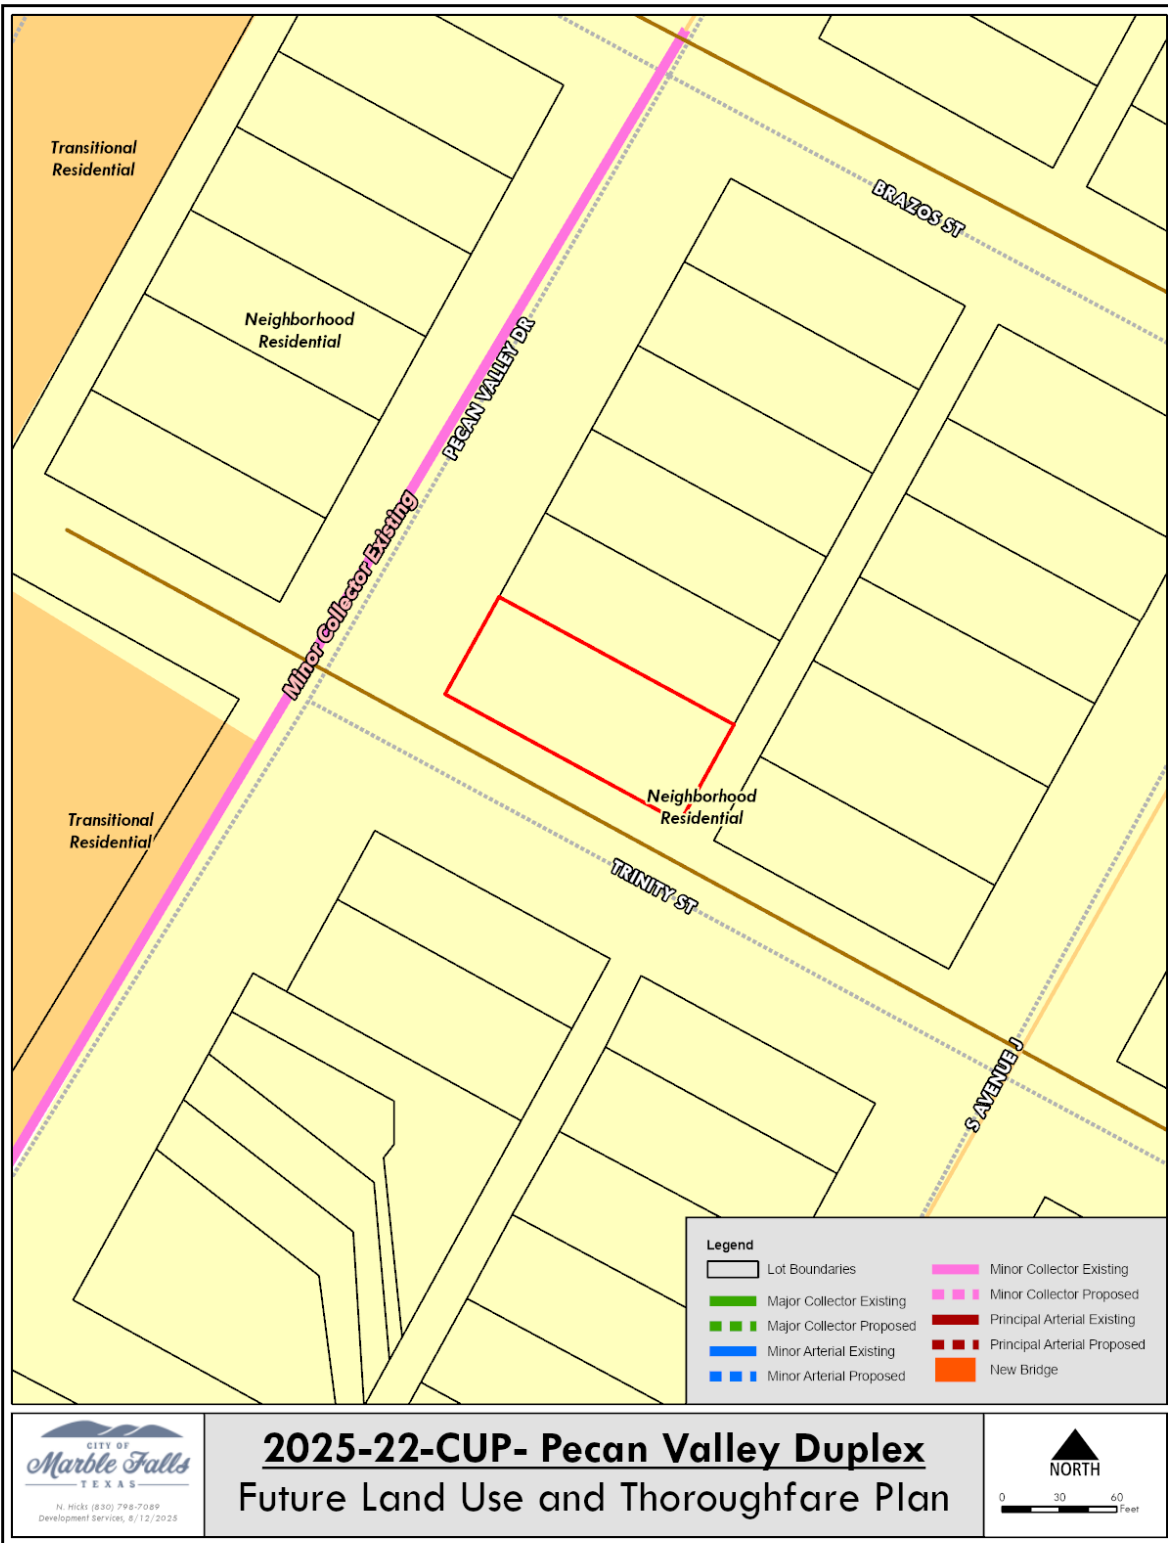 Transitional
Residential
BRAZOS ST
Neighborhood
Residential
PECAN VALLEY DR
Minor Collector Existing
Neighborhood
Residential
Transitional
Residential
TRINITY ST
S AVENUE J
Legend
Lot Boundaries
Major Collector Existing
Major Collector Proposed
Minor Arterial Existing
Minor Arterial Proposed
Minor Collector Existing
Minor Collector Proposed
Principal Arterial Existing
Principal Arterial Proposed
New Bridge
CITY OF
Marble Falls
TEXAS
N. Hicks (830) 798-7089
Development Services, 8/12/2025
2025-22-CUP- Pecan Valley Duplex
Future Land Use and Thoroughfare Plan
NORTH
0 30 60
Feet